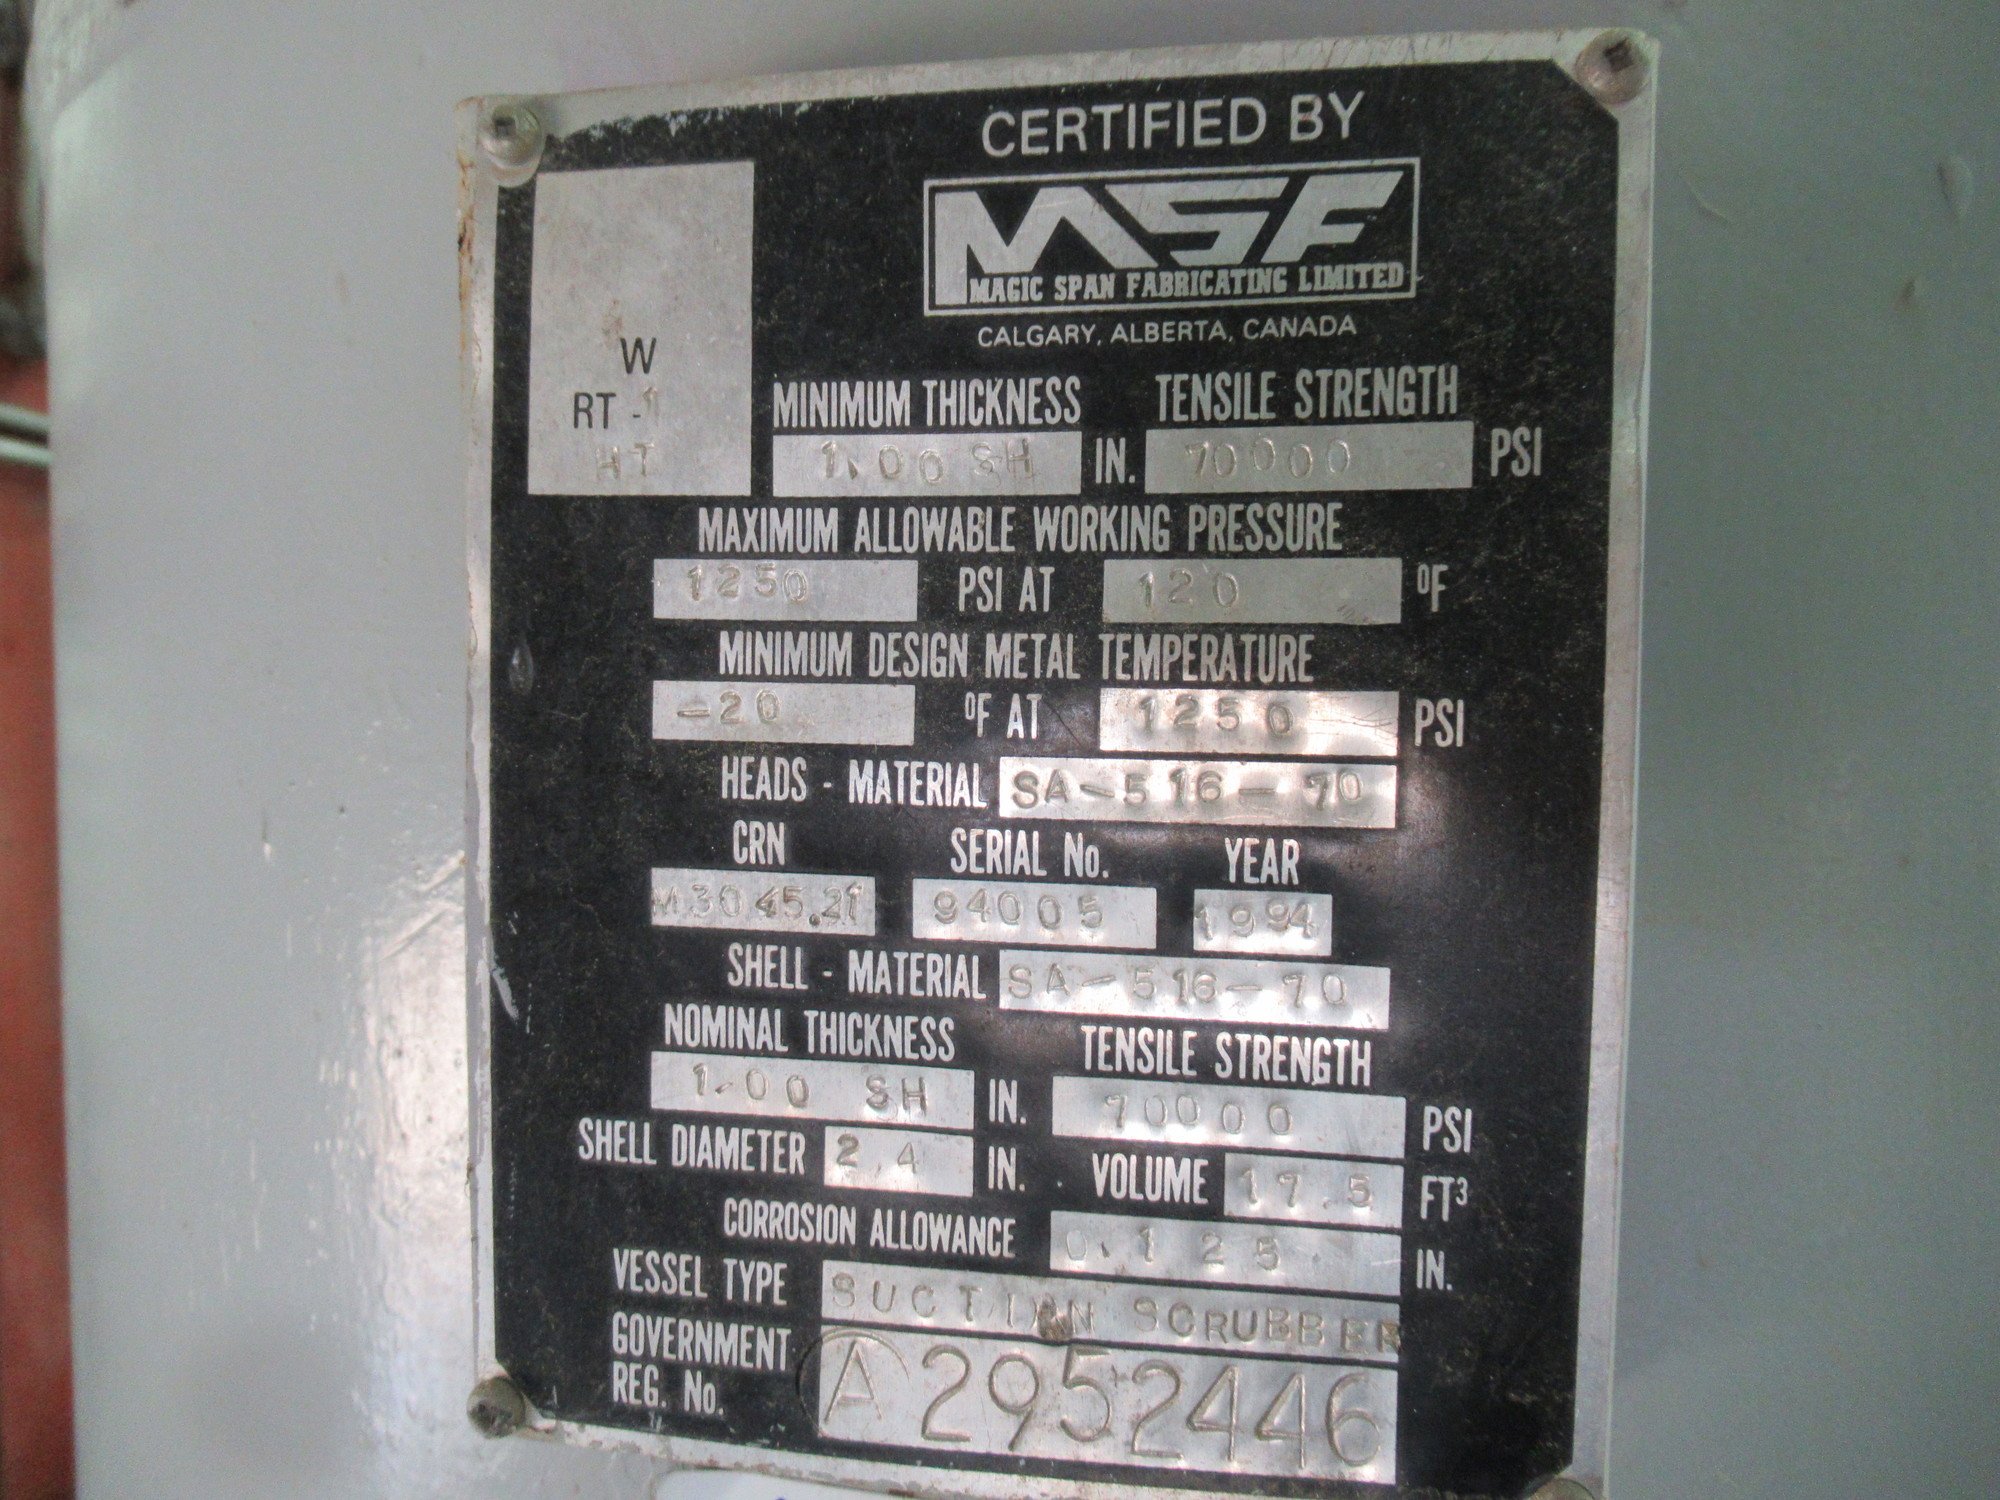 CERTIFIED BY
MSF
MAGIC SPAN FABRICATING LIMITED
CALGARY, ALBERTA, CANADA
W
RT - 1
HT
MINIMUM THICKNESS TENSILE STRENGTH
1.00 SH IN. 70000 PSI
MAXIMUM ALLOWABLE WORKING PRESSURE
1250 PSI AT 120 ºF
MINIMUM DESIGN METAL TEMPERATURE
-20 ºF AT 1250 PSI
HEADS - MATERIAL SA-516-70
CRN SERIAL No. YEAR
M3045.21 94005 1994
SHELL - MATERIAL SA-516-70
NOMINAL THICKNESS TENSILE STRENGTH
1.00 SH IN. 70000 PSI
SHELL DIAMETER 24 IN. VOLUME 17.5 FT³
CORROSION ALLOWANCE 0.125 IN.
VESSEL TYPE SUCTION SCRUBBER
GOVERNMENT REG. No. A 2952446